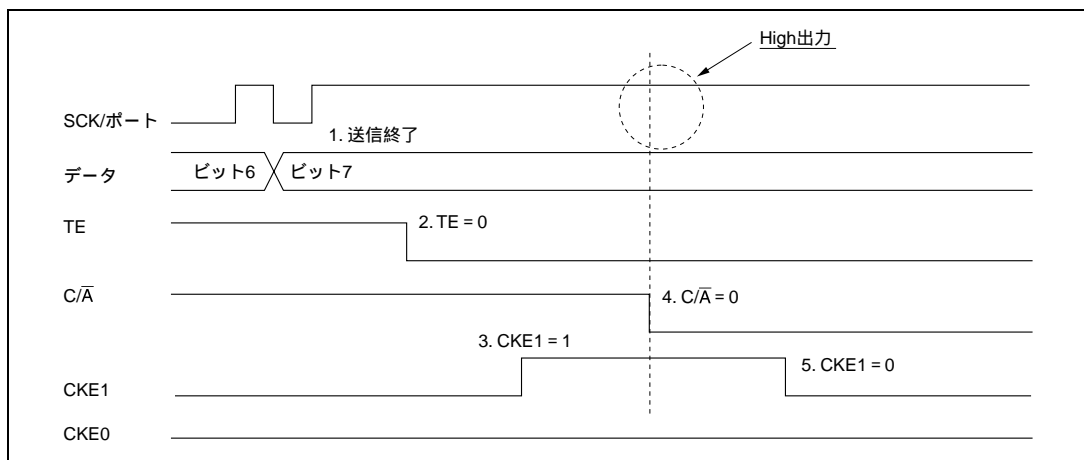 High出力
SCK/ポート
1. 送信終了
データ
ビット6
ビット7
TE
2. TE = 0
C/A̅
4. C/A̅ = 0
3. CKE1 = 1
5. CKE1 = 0
CKE1
CKE0